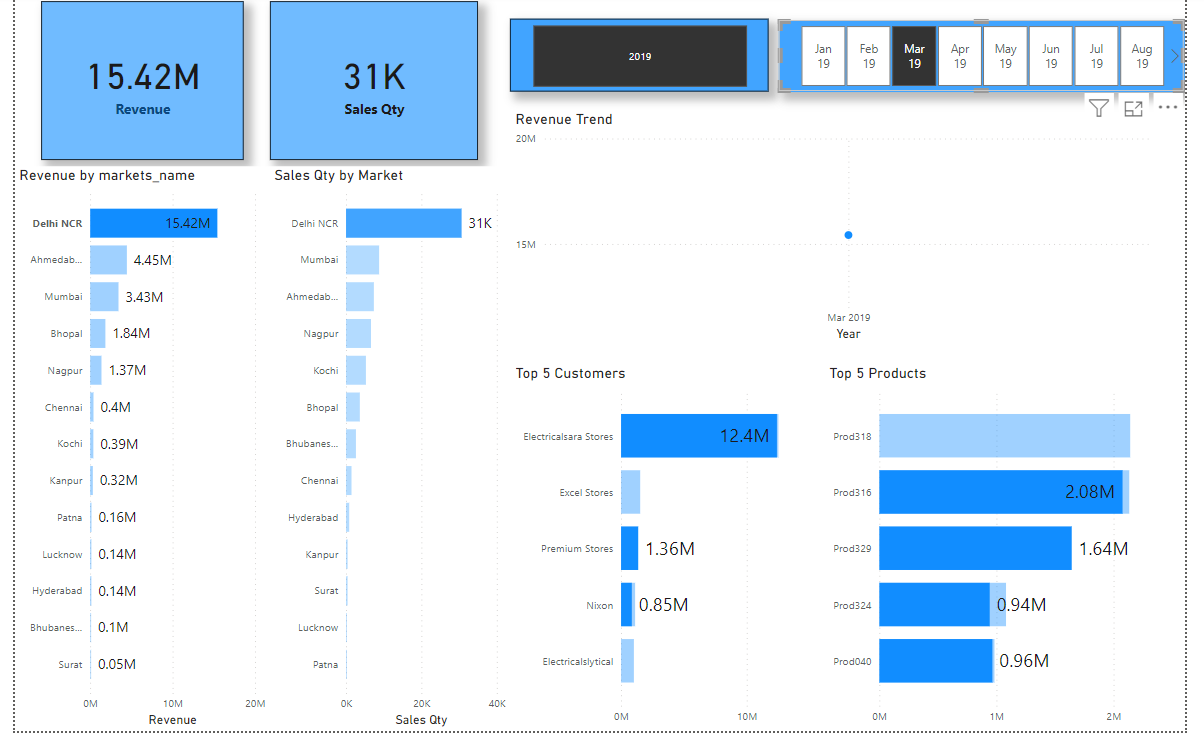 15.42M
Revenue
31K
Sales Qty
2019
Jan
19
Feb
19
Mar
19
Apr
19
May
19
Jun
19
Jul
19
Aug
19
Revenue by markets_name
Delhi NCR 15.42M
Ahmedab... 4.45M
Mumbai 3.43M
Bhopal 1.84M
Nagpur 1.37M
Chennai 0.4M
Kochi 0.39M
Kanpur 0.32M
Patna 0.16M
Lucknow 0.14M
Hyderabad 0.14M
Bhubanes... 0.1M
Surat 0.05M
0M 10M 20M
Revenue
Sales Qty by Market
Delhi NCR 31K
Mumbai
Ahmedab...
Nagpur
Kochi
Bhopal
Bhubanes...
Chennai
Hyderabad
Kanpur
Surat
Lucknow
Patna
0K 20K 40K
Sales Qty
Revenue Trend
20M
15M
Mar 2019
Year
Top 5 Customers
Electricalsara Stores 12.4M
Excel Stores
Premium Stores 1.36M
Nixon 0.85M
Electricalslytical
0M 10M
Top 5 Products
Prod318
Prod316 2.08M
Prod329 1.64M
Prod324 0.94M
Prod040 0.96M
0M 1M 2M